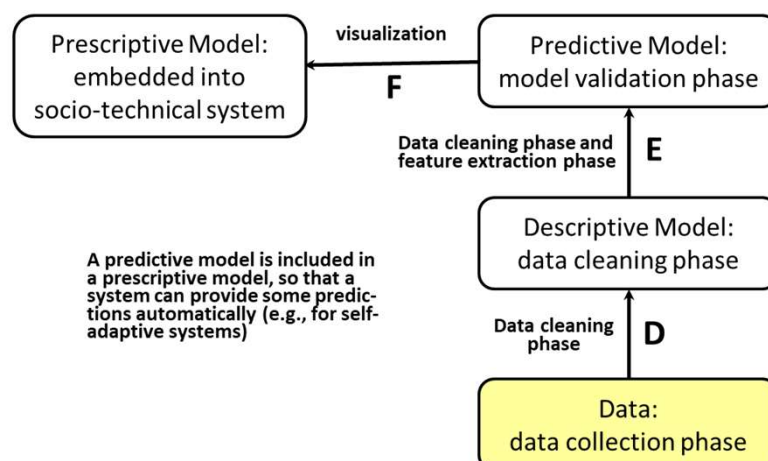 Prescriptive Model:
embedded into
socio-technical system
visualization
F
Predictive Model:
model validation phase
Data cleaning phase and
feature extraction phase
E
Descriptive Model:
data cleaning phase
A predictive model is included in
a prescriptive model, so that a
system can provide some predic-
tions automatically (e.g., for self-
adaptive systems)
Data cleaning
phase
D
Data:
data collection phase